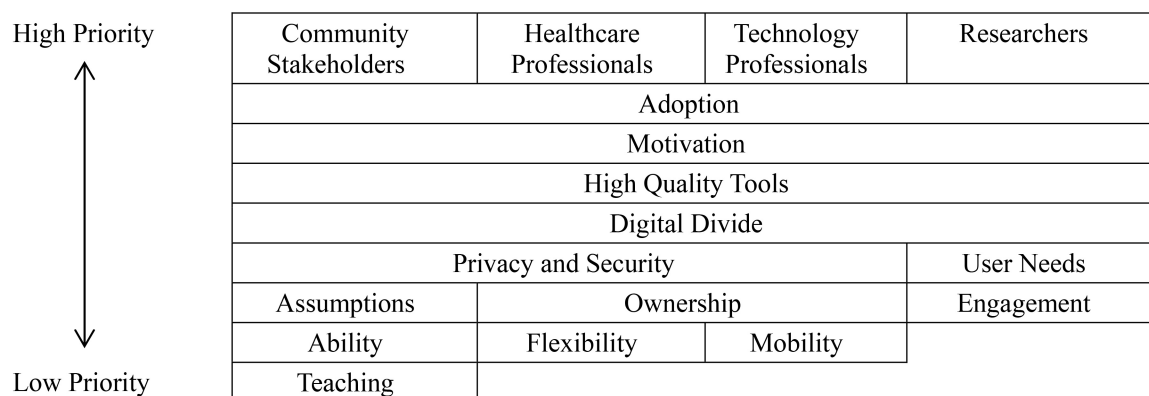 High Priority
Community Healthcare Technology Researchers
Stakeholders Professionals Professionals
Adoption
Motivation
High Quality Tools
Digital Divide
Privacy and Security User Needs
Assumptions Ownership Engagement
Ability Flexibility Mobility
Low Priority Teaching